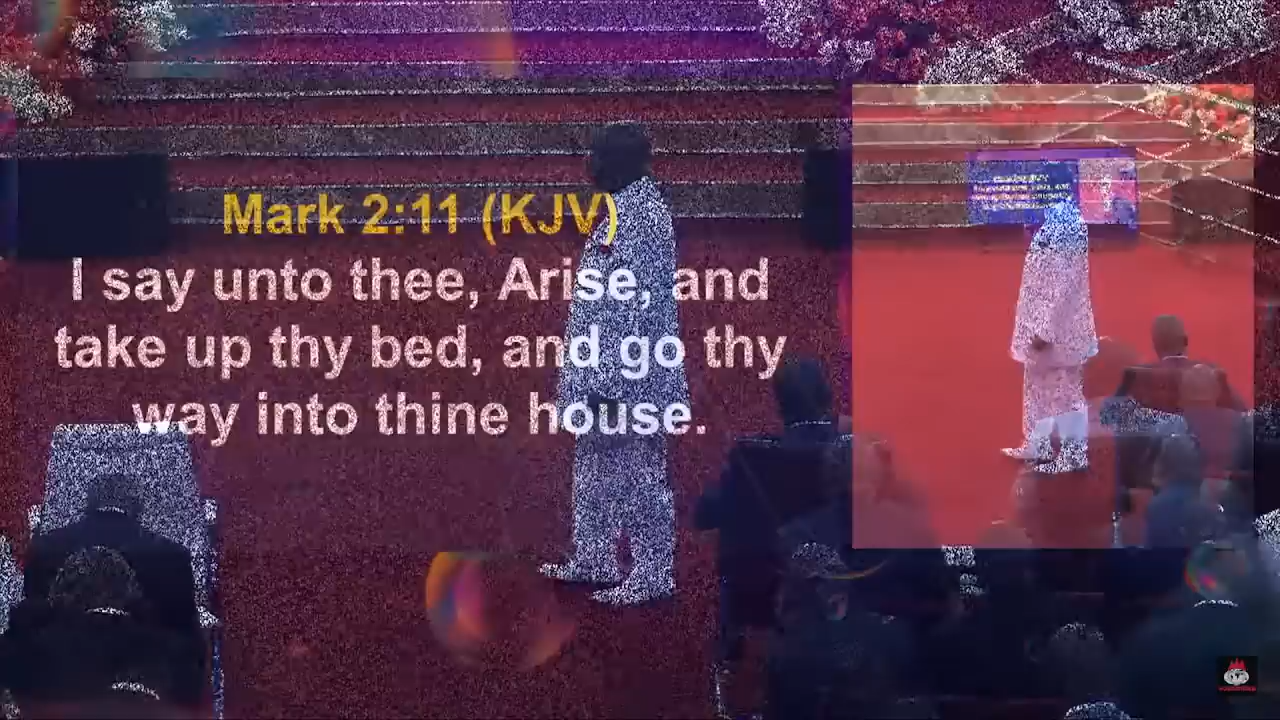 Mark 2:11 (KJV)
I say unto thee, Arise, and
take up thy bed, and go thy
way into thine house.